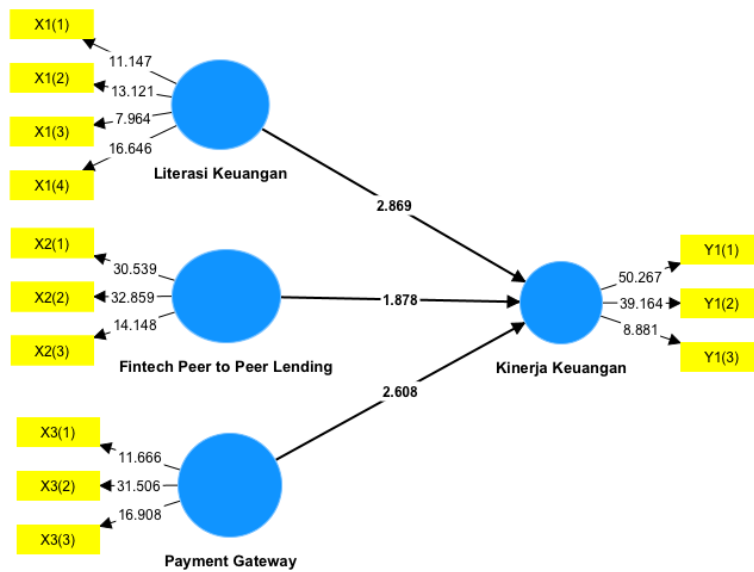 X1(1)
11.147
X1(2)
13.121
X1(3)
7.964
X1(4)
16.646
Literasi Keuangan
2.869
X2(1)
30.539
X2(2)
32.859
X2(3)
14.148
Fintech Peer to Peer Lending
1.878
Y1(1)
50.267
Y1(2)
39.164
Y1(3)
8.881
Kinerja Keuangan
2.608
X3(1)
11.666
X3(2)
31.506
X3(3)
16.908
Payment Gateway